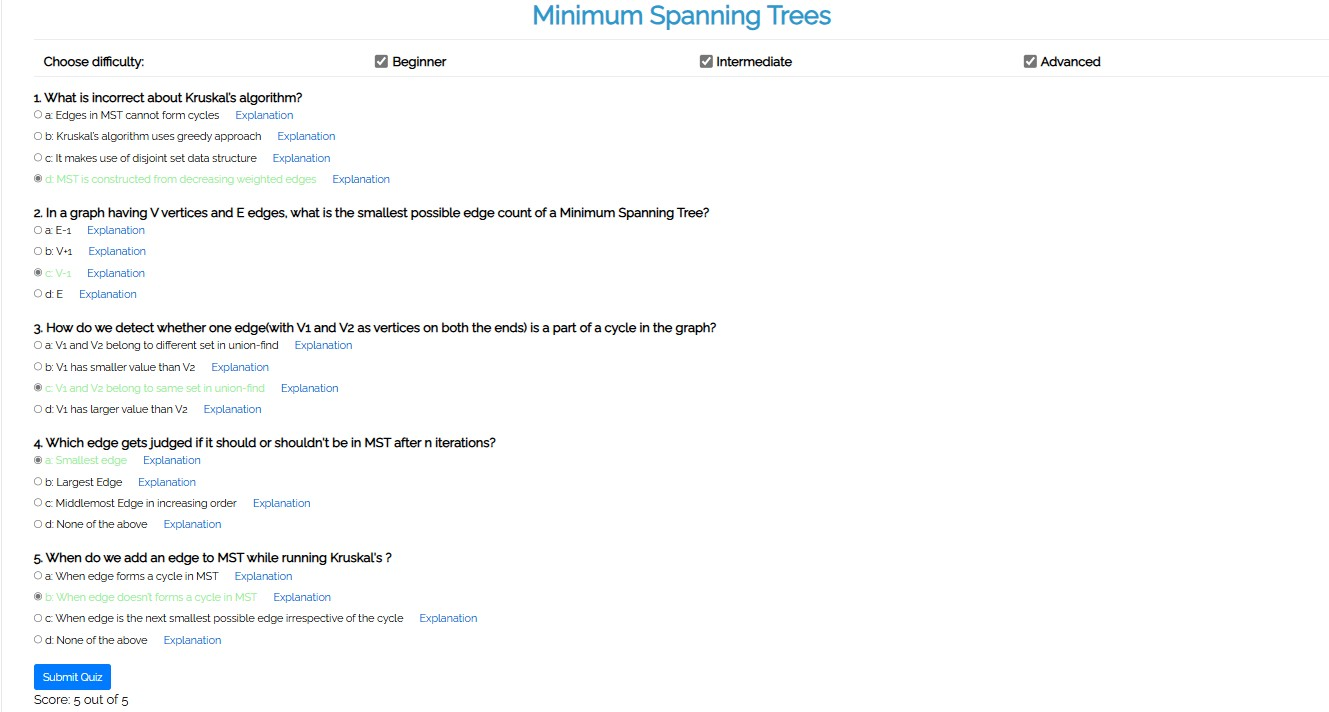 Minimum Spanning Trees
Choose difficulty: Beginner Intermediate Advanced
1. What is incorrect about Kruskal's algorithm?
a: Edges in MST cannot form cycles Explanation
b: Kruskal's algorithm uses greedy approach Explanation
c: It makes use of disjoint set data structure Explanation
d: MST is constructed from decreasing weighted edges Explanation
2. In a graph having V vertices and E edges, what is the smallest possible edge count of a Minimum Spanning Tree?
a: E-1 Explanation
b: V+1 Explanation
c: V-1 Explanation
d: E Explanation
3. How do we detect whether one edge(with V1 and V2 as vertices on both the ends) is a part of a cycle in the graph?
a: V1 and V2 belong to different set in union-find Explanation
b: V1 has smaller value than V2 Explanation
c: V1 and V2 belong to same set in union-find Explanation
d: V1 has larger value than V2 Explanation
4. Which edge gets judged if it should or shouldn't be in MST after n iterations?
a: Smallest edge Explanation
b: Largest Edge Explanation
c: Middlemost Edge in increasing order Explanation
d: None of the above Explanation
5. When do we add an edge to MST while running Kruskal's ?
a: When edge forms a cycle in MST Explanation
b: When edge doesn't forms a cycle in MST Explanation
c: When edge is the next smallest possible edge irrespective of the cycle Explanation
d: None of the above Explanation
Submit Quiz
Score: 5 out of 5